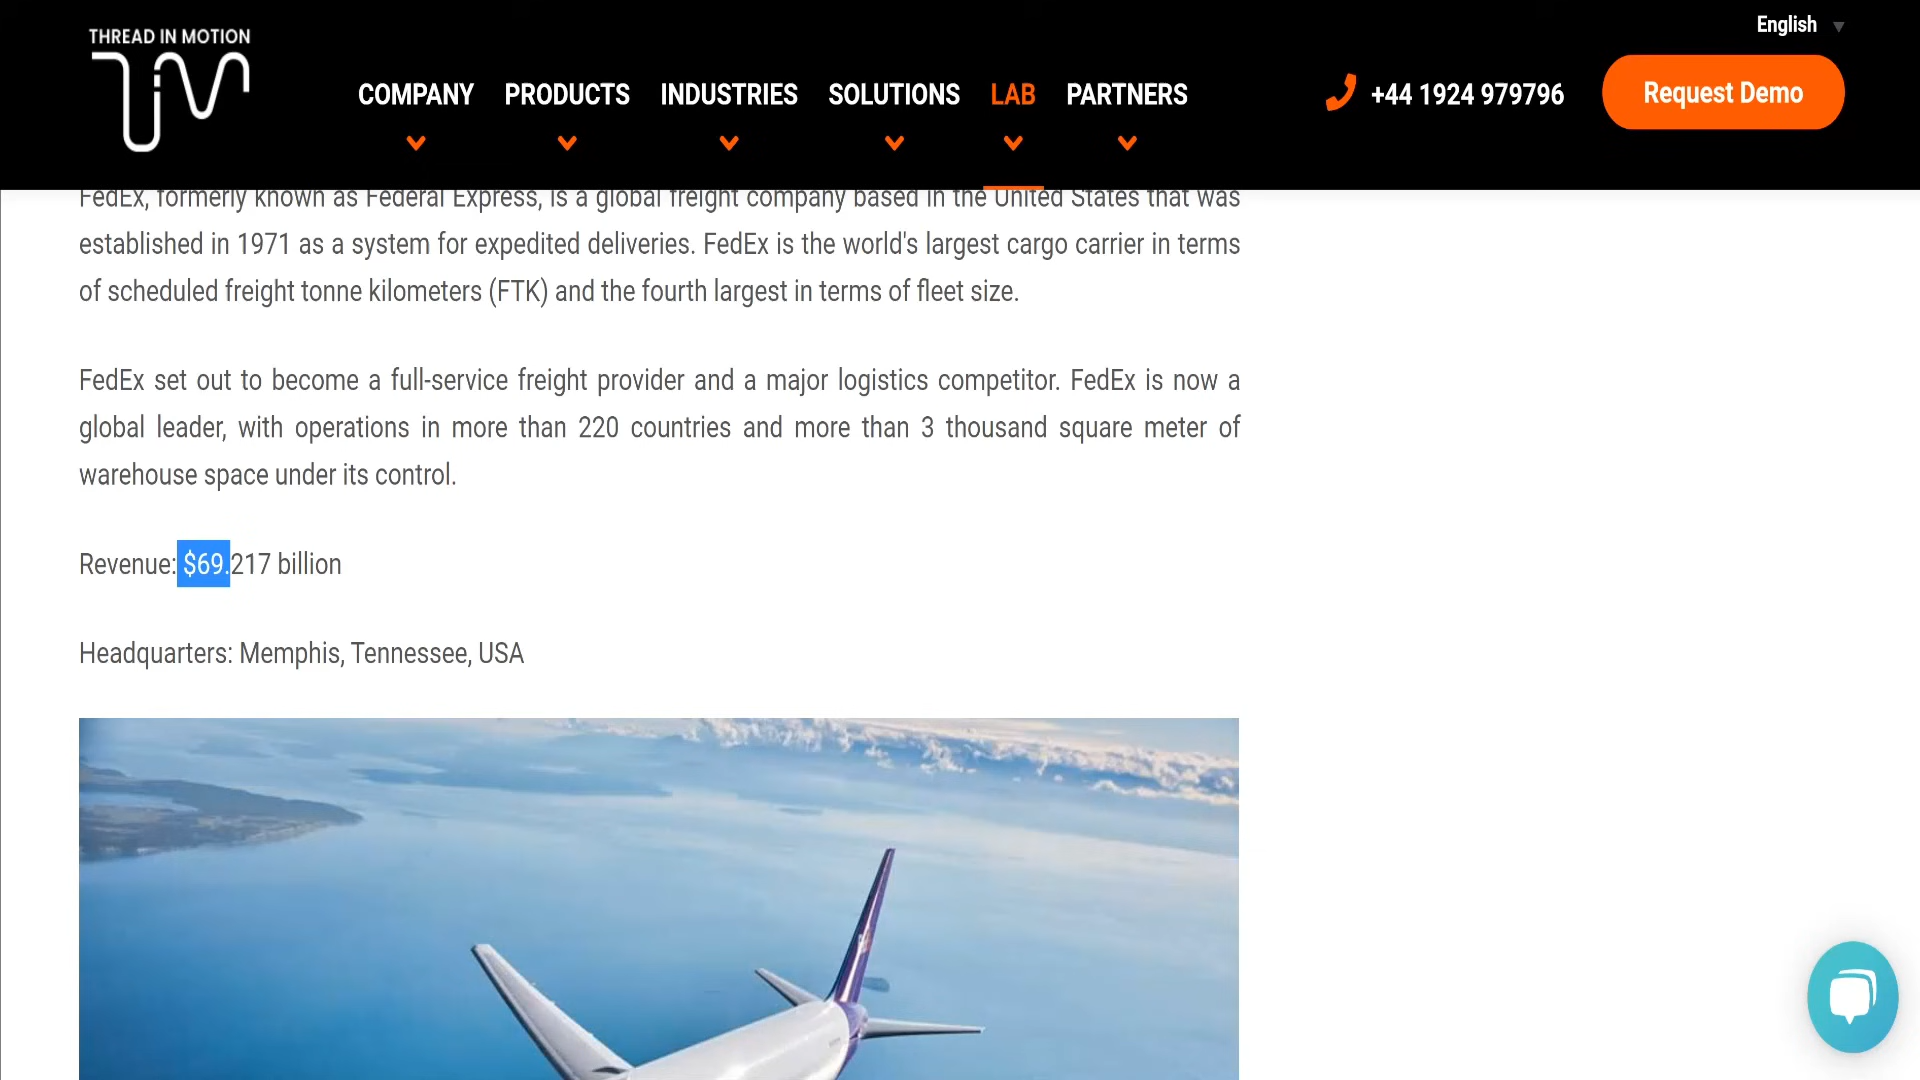 English
THREAD IN MOTION
COMPANY PRODUCTS INDUSTRIES SOLUTIONS LAB PARTNERS
+44 1924 979796
Request Demo
FedEx, formerly known as Federal Express, is a global freight company based in the United States that was
established in 1971 as a system for expedited deliveries. FedEx is the world's largest cargo carrier in terms
of scheduled freight tonne kilometers (FTK) and the fourth largest in terms of fleet size.
FedEx set out to become a full-service freight provider and a major logistics competitor. FedEx is now a
global leader, with operations in more than 220 countries and more than 3 thousand square meter of
warehouse space under its control.
Revenue: $69.217 billion
Headquarters: Memphis, Tennessee, USA